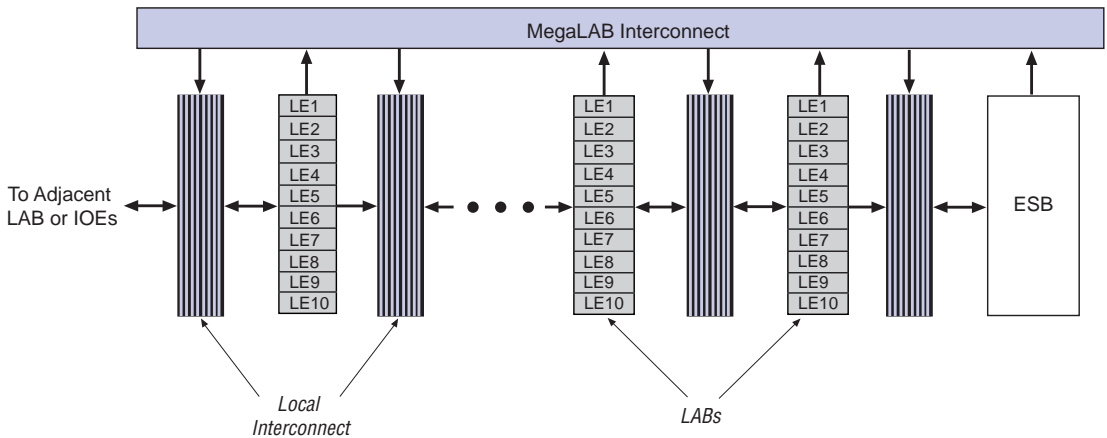 MegaLAB Interconnect
LE1
LE2
LE3
LE4
LE5
LE6
LE7
LE8
LE9
LE10
LE1
LE2
LE3
LE4
LE5
LE6
LE7
LE8
LE9
LE10
LE1
LE2
LE3
LE4
LE5
LE6
LE7
LE8
LE9
LE10
To Adjacent
LAB or IOEs
ESB
Local
Interconnect
LABs